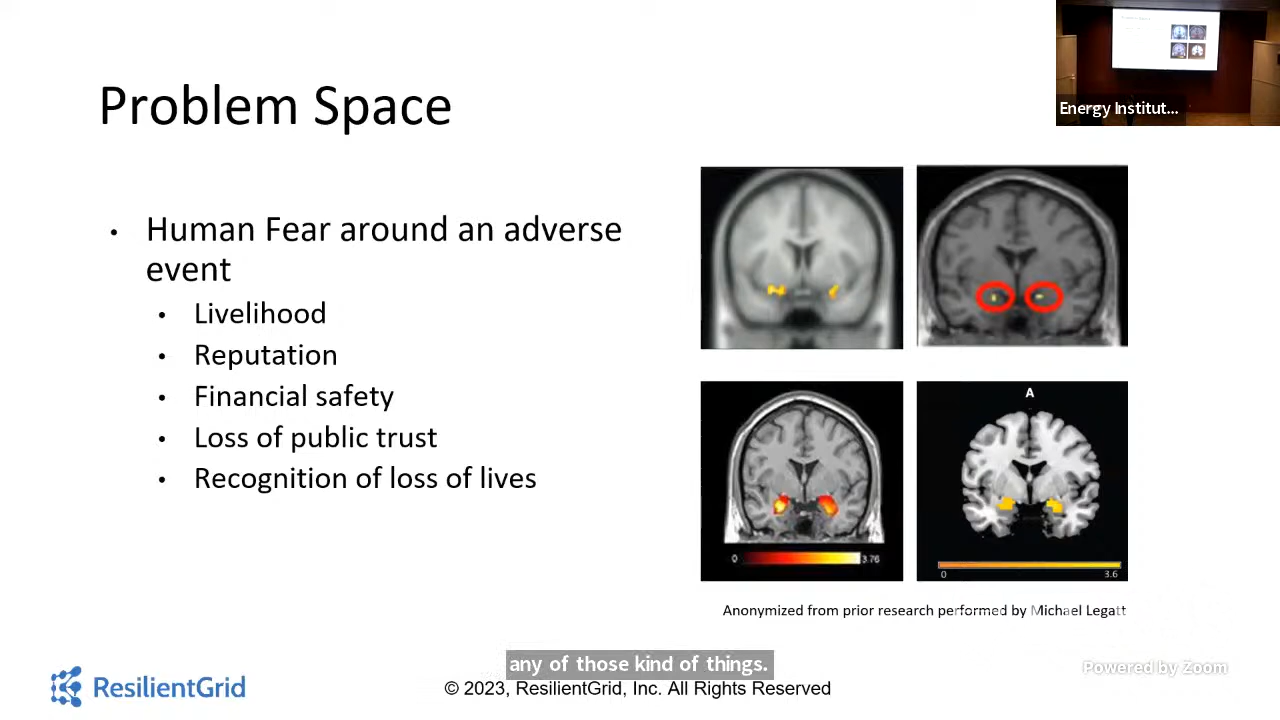 Energy Institut...
Problem Space
Human Fear around an adverse
event
Livelihood
Reputation
Financial safety
Loss of public trust
Recognition of loss of lives
A
0
3.76
0
3.6
Anonymized from prior research performed by Michael Legatt
any of those kind of things.
Powered by Zoom
ResilientGrid
© 2023, ResilientGrid, Inc. All Rights Reserved